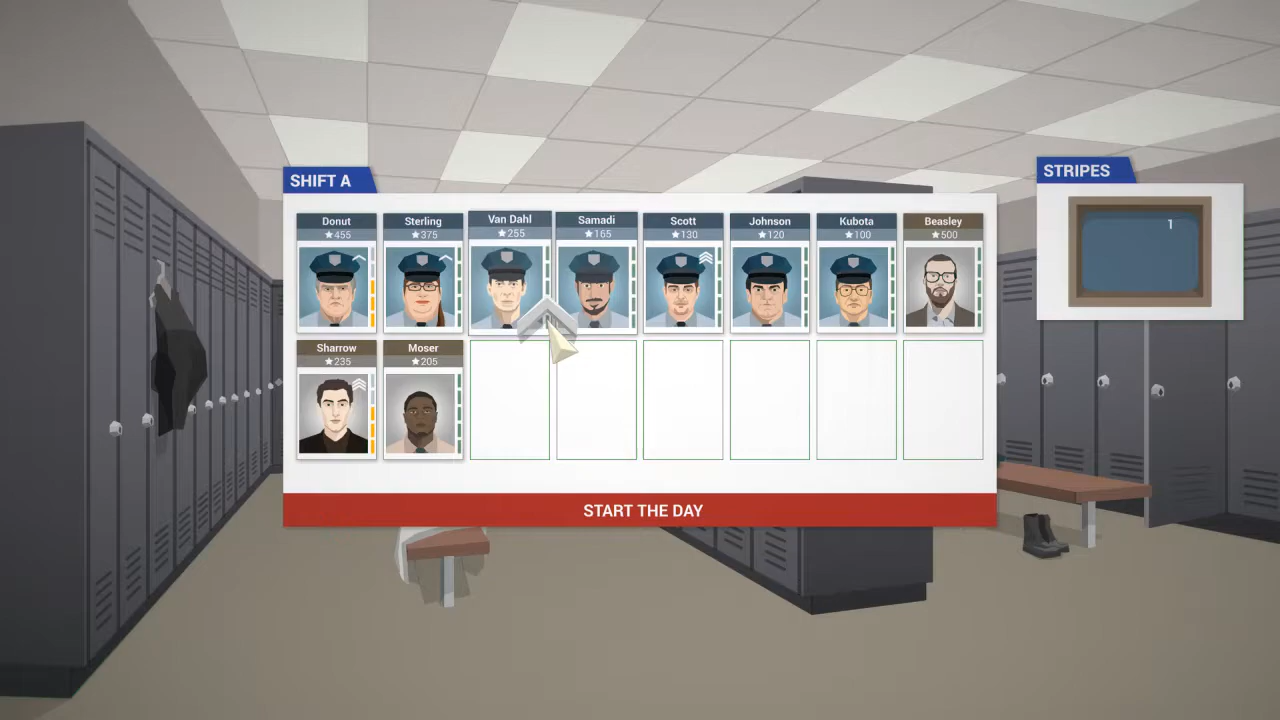 SHIFT A
STRIPES
1
Donut
★455
Sterling
★375
Van Dahl
★255
Samadi
★165
Scott
★130
Johnson
★120
Kubota
★100
Beasley
★500
Sharrow
★235
Moser
★205
START THE DAY